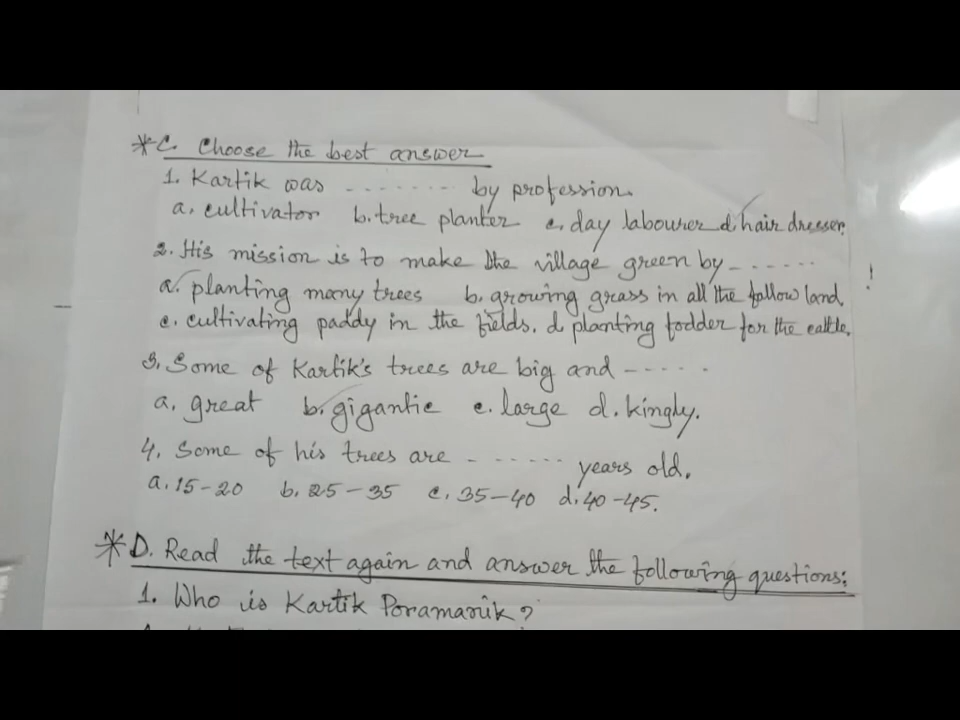 *C. Choose the best answer
1. Kartik was ........ by profession.
a. cultivator b. tree planter c. day labourer d. hair dresser.
2. His mission is to make the village green by ......
a. planting many trees b. growing grass in all the fallow land.
c. cultivating paddy in the fields. d. planting fodder for the cattle.
3. Some of Kartik's trees are big and .....
a. great b. gigantic c. large d. kingly.
4. Some of his trees are ...... years old.
a. 15-20 b. 25-35 c. 35-40 d. 40-45.
*D. Read the text again and answer the following questions:
1. Who is Kartik Poramanik?